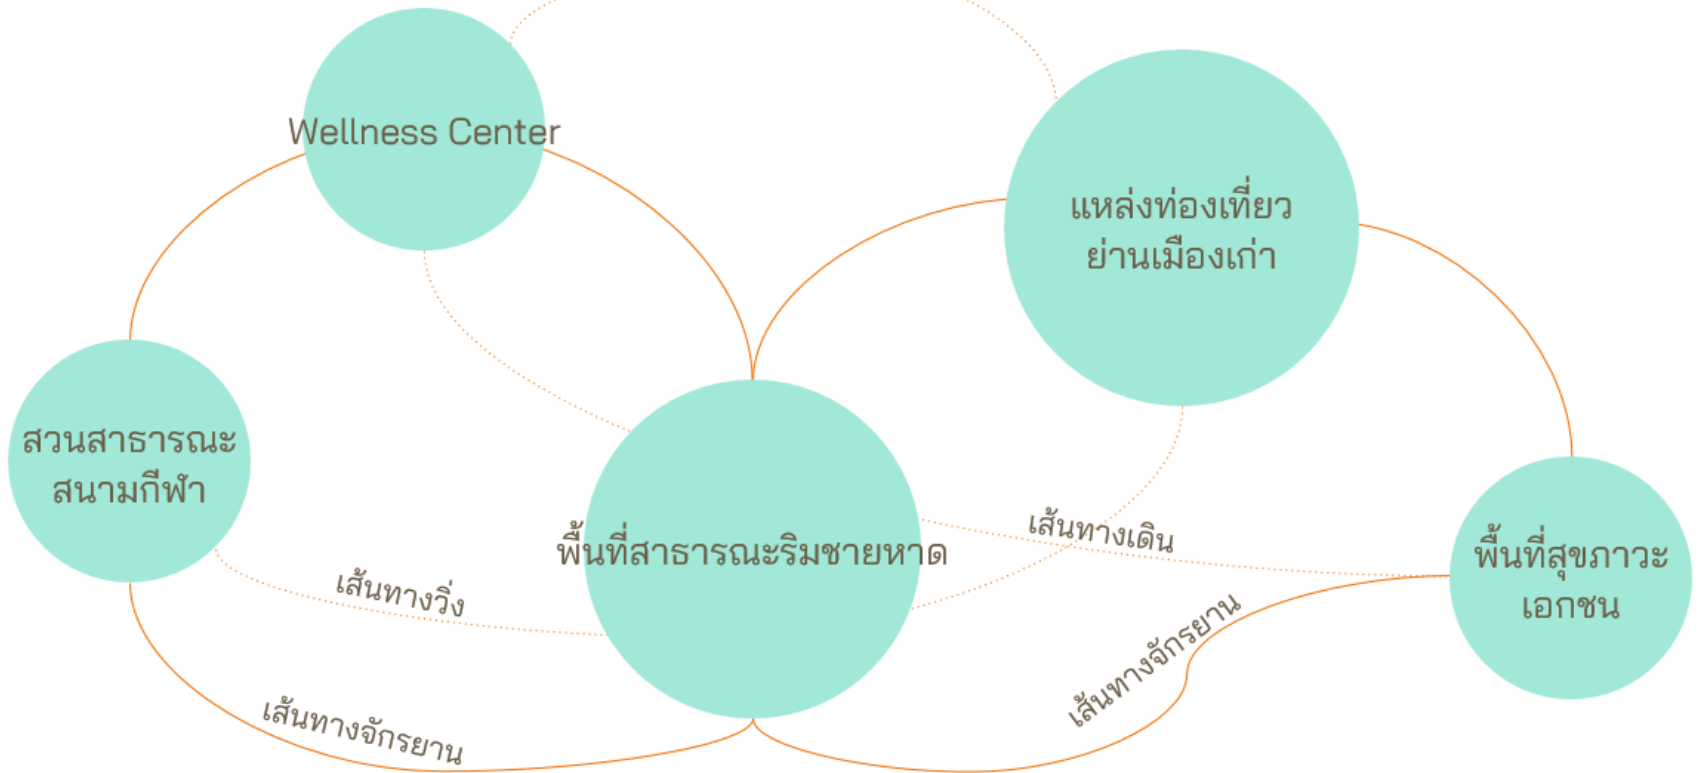 Wellness Center
แหล่งท่องเที่ยว
ย่านเมืองเก่า
สวนสาธารณะ
สนามกีฬา
พื้นที่สาธารณะริมชายหาด
เส้นทางเดิน
พื้นที่สุขภาวะ
เอกชน
เส้นทางวิ่ง
เส้นทางจักรยาน
เส้นทางจักรยาน